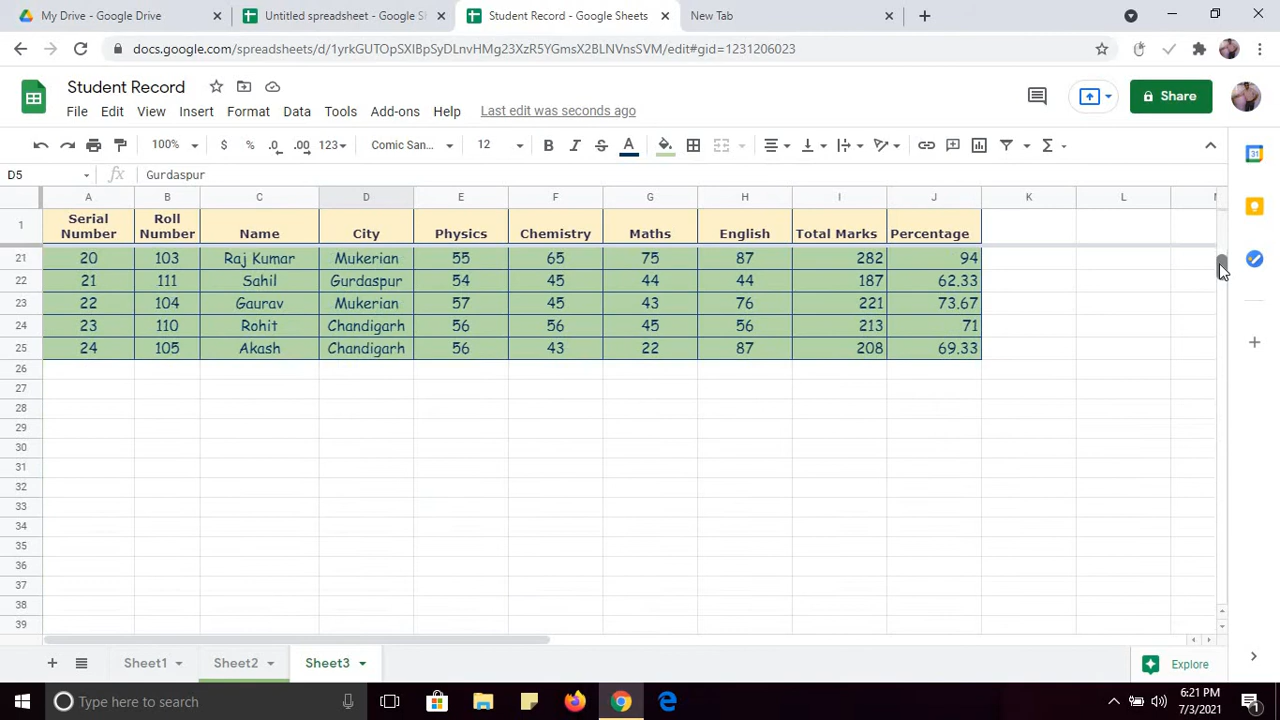 My Drive - Google Drive
Untitled spreadsheet - Google Sh
Student Record - Google Sheets
New Tab
docs.google.com/spreadsheets/d/1yrkGUTOpSXIBpSyDLnvHMg23XzR5YGmsX2BLNVnsSVM/edit#gid=1231206023
Student Record
File Edit View Insert Format Data Tools Add-ons Help Last edit was seconds ago
Share
100% $ % .0 .00 123 Comic San... 12 B I S A
D5 fx Gurdaspur
A B C D E F G H I J K L
1 Serial Number Roll Number Name City Physics Chemistry Maths English Total Marks Percentage
21 20 103 Raj Kumar Mukerian 55 65 75 87 282 94
22 21 111 Sahil Gurdaspur 54 45 44 44 187 62.33
23 22 104 Gaurav Mukerian 57 45 43 76 221 73.67
24 23 110 Rohit Chandigarh 56 56 45 56 213 71
25 24 105 Akash Chandigarh 56 43 22 87 208 69.33
26
27
28
29
30
31
32
33
34
35
36
37
38
39
Sheet1 Sheet2 Sheet3 Explore
Type here to search
6:21 PM
7/3/2021